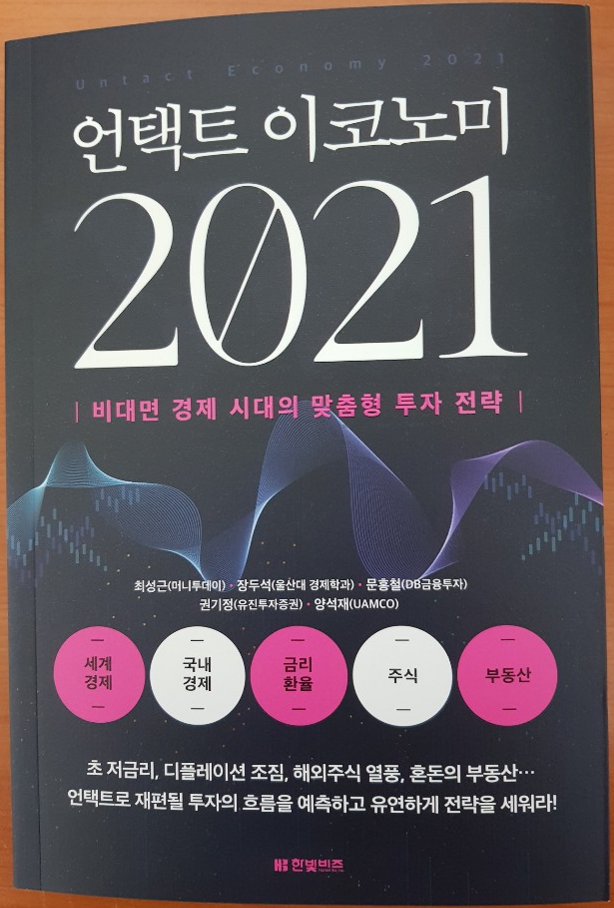 Untact Economy 2021
언택트 이코노미
2021
| 비대면 경제 시대의 맞춤형 투자 전략 |
최성근(머니투데이) • 장두석(울산대 경제학과) • 문홍철(DB금융투자)
권기정(유진투자증권) • 양석재(UAMCO)
세계
경제
국내
경제
금리
환율
주식
부동산
초 저금리, 디플레이션 조짐, 해외주식 열풍, 혼돈의 부동산…
언택트로 재편될 투자의 흐름을 예측하고 유연하게 전략을 세워라!
HB 한빛비즈